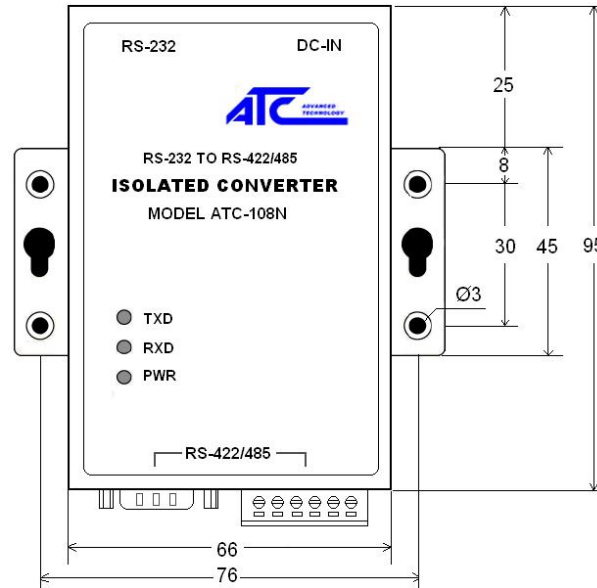 RS-232 DC-IN
ATC ADVANCED
TECHNOLOGY
25
RS-232 TO RS-422/485
8
ISOLATED CONVERTER
MODEL ATC-108N
30 45 95
Ø3
TXD
RXD
PWR
RS-422/485
66
76